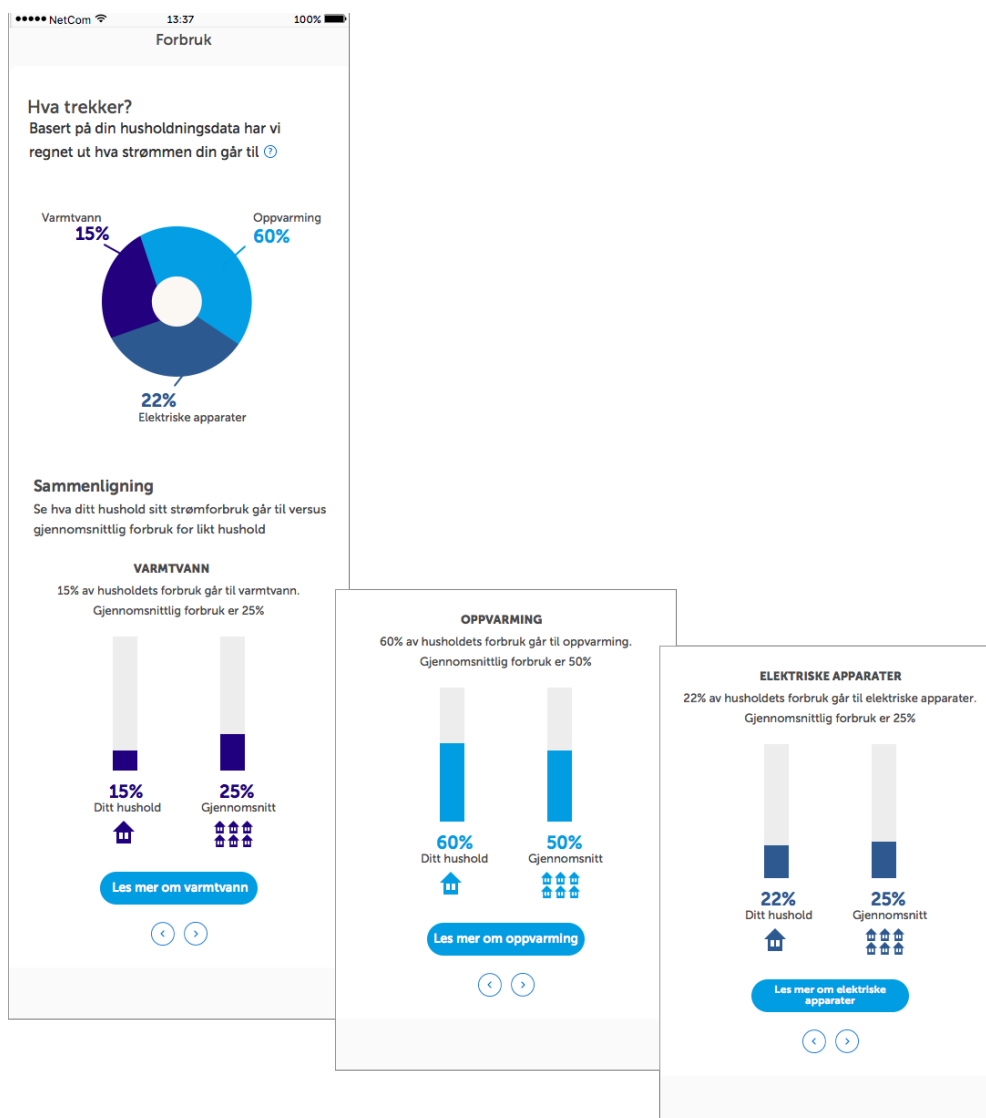 NetCom 13:37 100%
Forbruk
Hva trekker?
Basert på din husholdningsdata har vi
regnet ut hva strømmen din går til ?
Varmtvann
15%
Oppvarming
60%
22%
Elektriske apparater
Sammenligning
Se hva ditt hushold sitt strømforbruk går til versus
gjennomsnittlig forbruk for likt hushold
VARMTVANN
15% av husholdets forbruk går til varmtvann.
Gjennomsnittlig forbruk er 25%
15% 25%
Ditt hushold Gjennomsnitt
Les mer om varmtvann
OPPVARMING
60% av husholdets forbruk går til oppvarming.
Gjennomsnittlig forbruk er 50%
60% 50%
Ditt hushold Gjennomsnitt
Les mer om oppvarming
ELEKTRISKE APPARATER
22% av husholdets forbruk går til elektriske apparater.
Gjennomsnittlig forbruk er 25%
22% 25%
Ditt hushold Gjennomsnitt
Les mer om elektriske
apparater